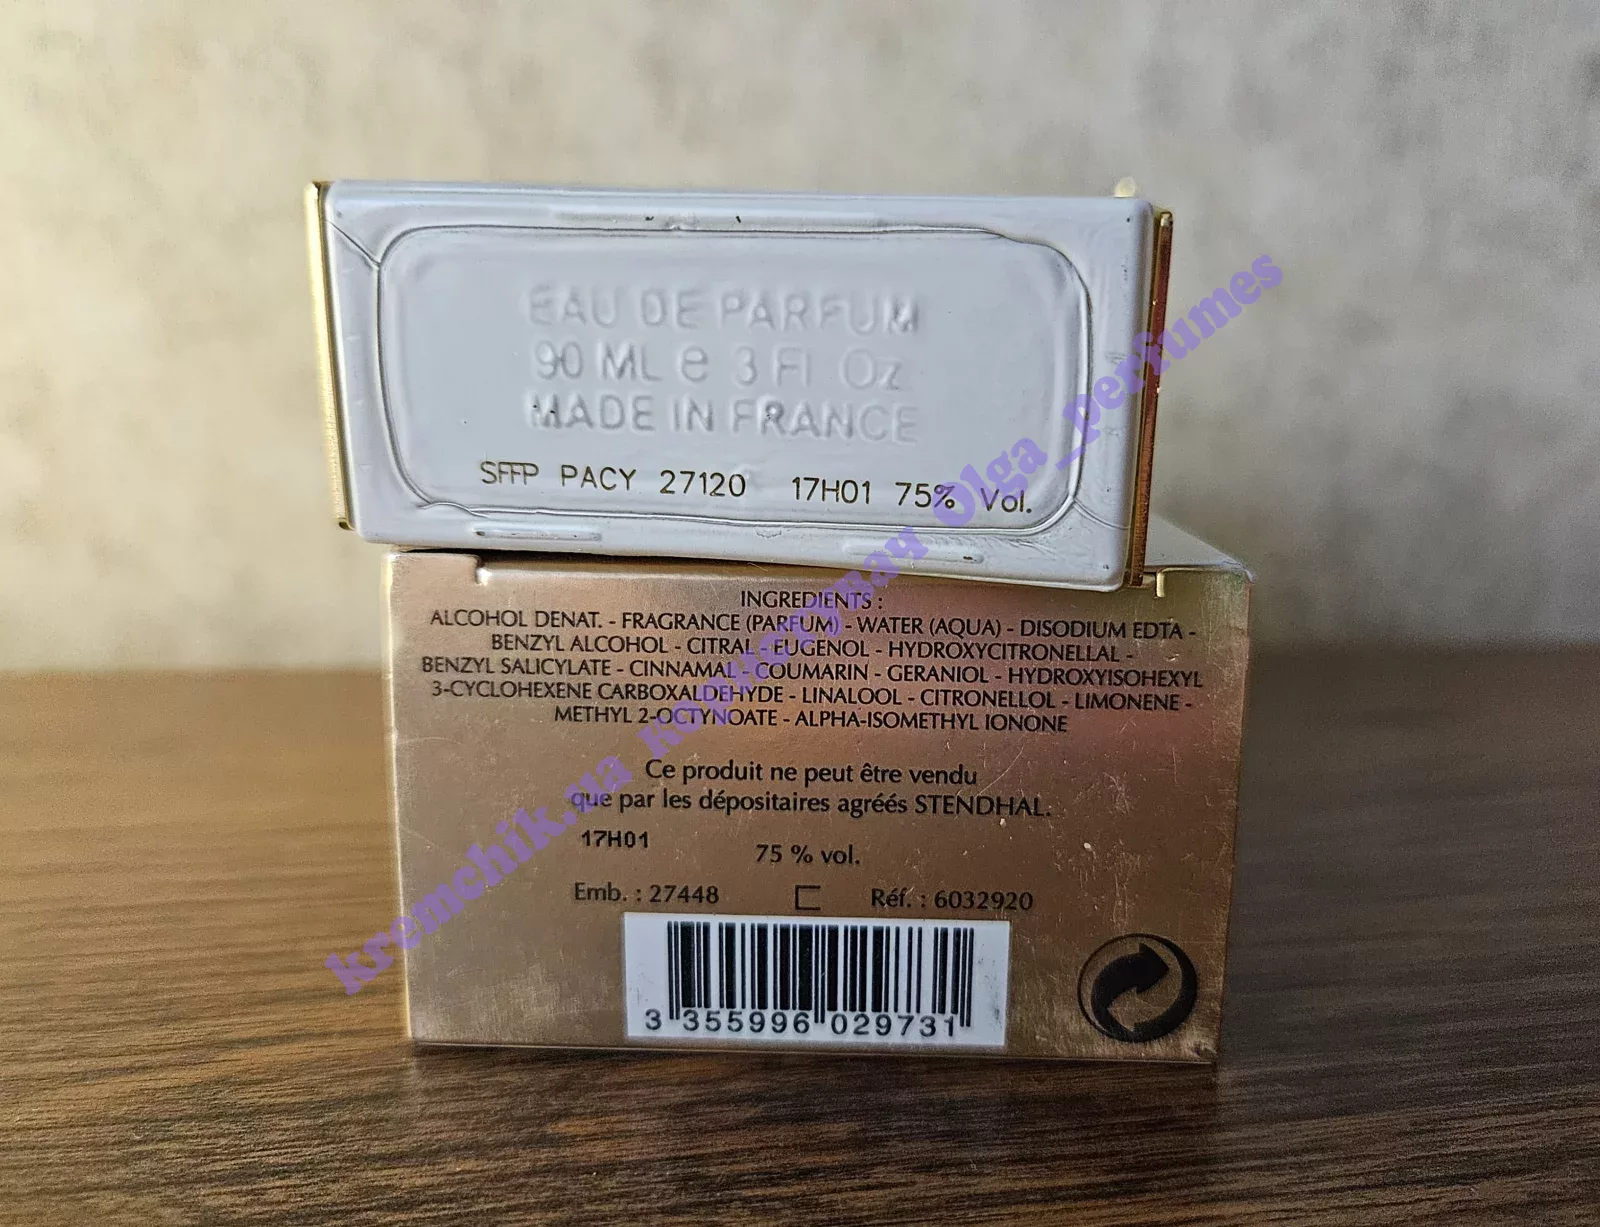 EAU DE PARFUM
90 ML e 3 Fl Oz
MADE IN FRANCE
SFFP PACY 27120 17H01 75% Vol.
INGREDIENTS :
ALCOHOL DENAT. - FRAGRANCE (PARFUM) - WATER (AQUA) - DISODIUM EDTA -
BENZYL ALCOHOL - CITRAL - EUGENOL - HYDROXYCITRONELLAL -
BENZYL SALICYLATE - CINNAMAL - COUMARIN - GERANIOL - HYDROXYISOHEXYL
3-CYCLOHEXENE CARBOXALDEHYDE - LINALOOL - CITRONELLOL - LIMONENE -
METHYL 2-OCTYNOATE - ALPHA-ISOMETHYL IONONE
Ce produit ne peut être vendu
que par les dépositaires agréés STENDHAL.
17H01
75 % vol.
Emb. : 27448 Réf. : 6032920
3 355996 029731
kremchik.ua Olga_perfumes